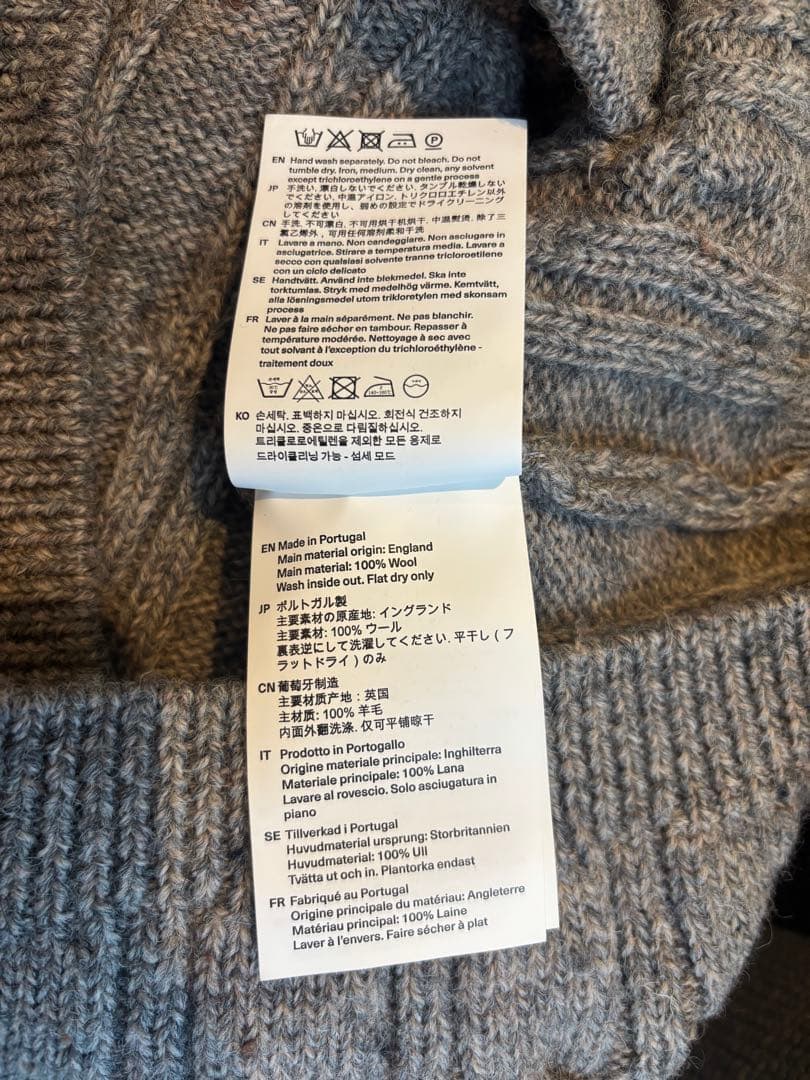 P
EN Hand wash separately. Do not bleach. Do not
tumble dry. Iron, medium. Dry clean, any solvent
except trichloroethylene on a gentle process
JP 手洗い. 漂白しないでください. タンブル乾燥しない
でください. 中温アイロン. トリクロロエチレン以外
の溶剤を使用し、弱めの設定でドライクリーニング
してください
CN 手洗. 不可漂白. 不可用烘干机烘干. 中温熨烫. 除了三
氯乙烯外，可用任何溶剂柔和干洗
IT Lavare a mano. Non candeggiare. Non asciugare in
asciugatrice. Stirare a temperatura media. Lavare a
secco con qualsiasi solvente tranne tricloroetilene
con un ciclo delicato
SE Handtvätt. Använd inte blekmedel. Ska inte
torktumlas. Stryk med medelhög värme. Kemtvätt,
alla lösningsmedel utom trikloretylen med skonsam
process
FR Laver à la main séparément. Ne pas blanchir.
Ne pas faire sécher en tambour. Repasser à
température modérée. Nettoyage à sec avec
tout solvant à l'exception du trichloroéthylène -
traitement doux
KO 손세탁. 표백하지 마십시오. 회전식 건조하지
마십시오. 중온으로 다림질하십시오.
트리클로로에틸렌을 제외한 모든 용제로
드라이클리닝 가능 - 섬세 모드
EN Made in Portugal
Main material origin: England
Main material: 100% Wool
Wash inside out. Flat dry only
JP ポルトガル製
主要素材の原産地: イングランド
主要素材: 100% ウール
裏表逆にして洗濯してください. 平干し ( フ
ラットドライ ) のみ
CN 葡萄牙制造
主要材质产地：英国
主材质: 100% 羊毛
内面外翻洗涤. 仅可平铺晾干
IT Prodotto in Portogallo
Origine materiale principale: Inghilterra
Materiale principale: 100% Lana
Lavare al rovescio. Solo asciugatura in
piano
SE Tillverkad i Portugal
Huvudmaterial ursprung: Storbritannien
Huvudmaterial: 100% Ull
Tvätta ut och in. Plantorka endast
FR Fabriqué au Portugal
Origine principale du matériau: Angleterre
Matériau principal: 100% Laine
Laver à l'envers. Faire sécher à plat